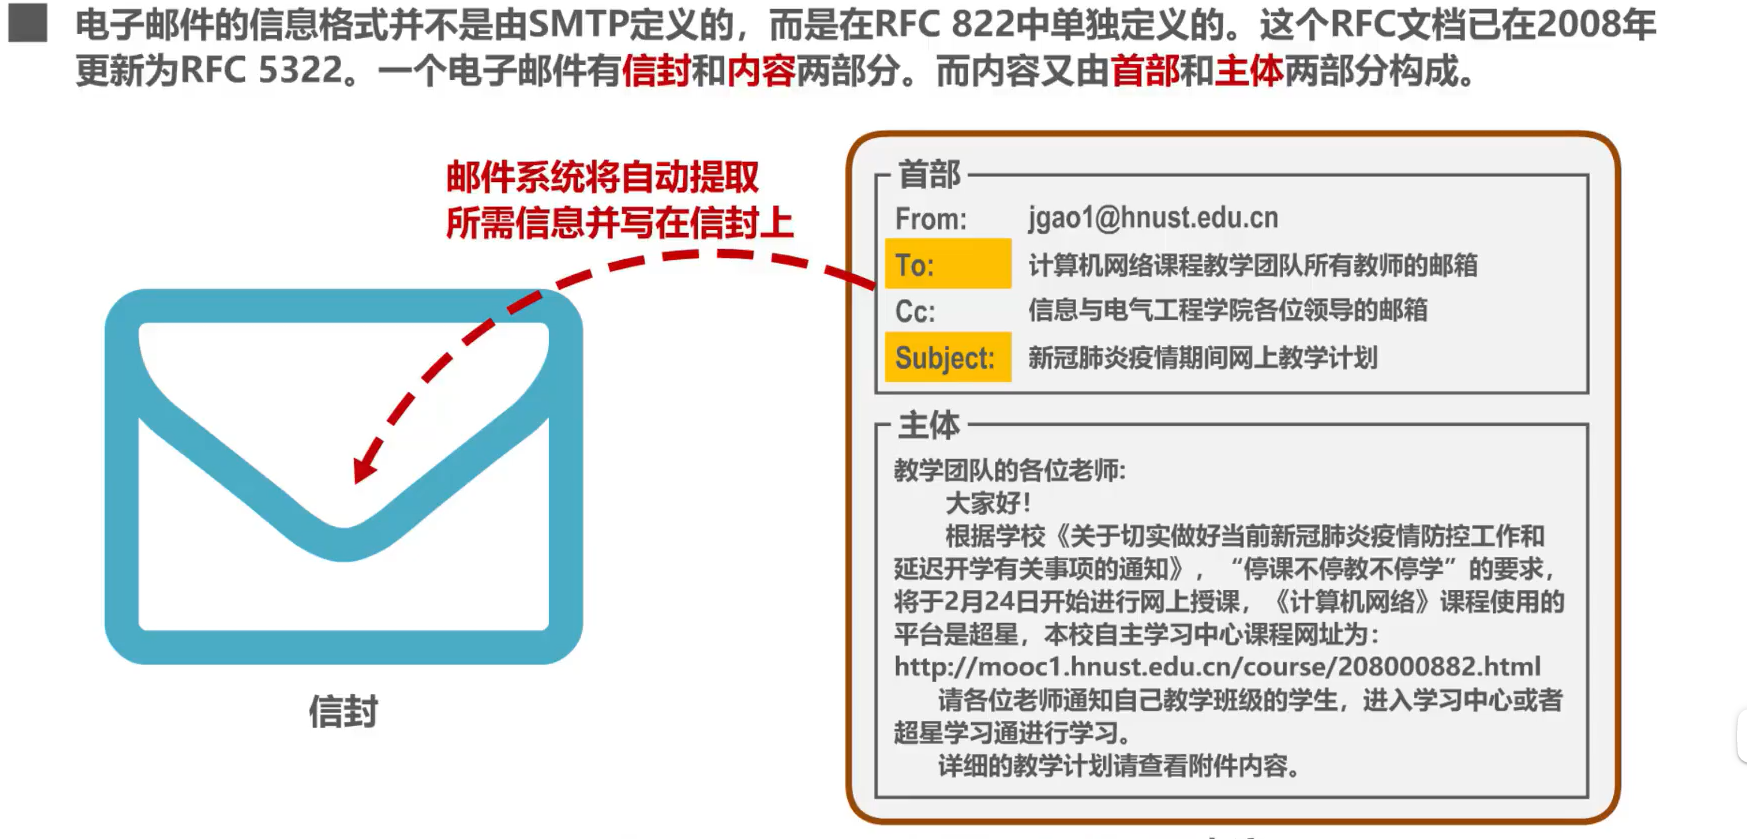 电子邮件的信息格式并不是由SMTP定义的，而是在RFC 822中单独定义的。这个RFC文档已在2008年
更新为RFC 5322。一个电子邮件有信封和内容两部分。而内容又由首部和主体两部分构成。
邮件系统将自动提取
所需信息并写在信封上
信封
首部
From: jgao1@hnust.edu.cn
To: 计算机网络课程教学团队所有教师的邮箱
Cc: 信息与电气工程学院各位领导的邮箱
Subject: 新冠肺炎疫情期间网上教学计划
主体
教学团队的各位老师:
大家好！
根据学校《关于切实做好当前新冠肺炎疫情防控工作和
延迟开学有关事项的通知》，“停课不停教不停学”的要求，
将于2月24日开始进行网上授课，《计算机网络》课程使用的
平台是超星，本校自主学习中心课程网址为：
http://mooc1.hnust.edu.cn/course/208000882.html
请各位老师通知自己教学班级的学生，进入学习中心或者
超星学习通进行学习。
详细的教学计划请查看附件内容。